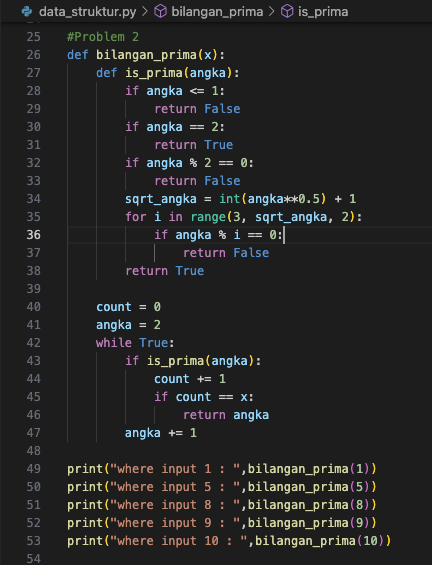 data_struktur.py > bilangan_prima > is_prima
25 #Problem 2
26 def bilangan_prima(x):
27     def is_prima(angka):
28         if angka <= 1:
29             return False
30         if angka == 2:
31             return True
32         if angka % 2 == 0:
33             return False
34         sqrt_angka = int(angka**0.5) + 1
35         for i in range(3, sqrt_angka, 2):
36             if angka % i == 0:
37                 return False
38         return True
39
40     count = 0
41     angka = 2
42     while True:
43         if is_prima(angka):
44             count += 1
45             if count == x:
46                 return angka
47         angka += 1
48
49 print("where input 1 : ",bilangan_prima(1))
50 print("where input 5 : ",bilangan_prima(5))
51 print("where input 8 : ",bilangan_prima(8))
52 print("where input 9 : ",bilangan_prima(9))
53 print("where input 10 : ",bilangan_prima(10))
54